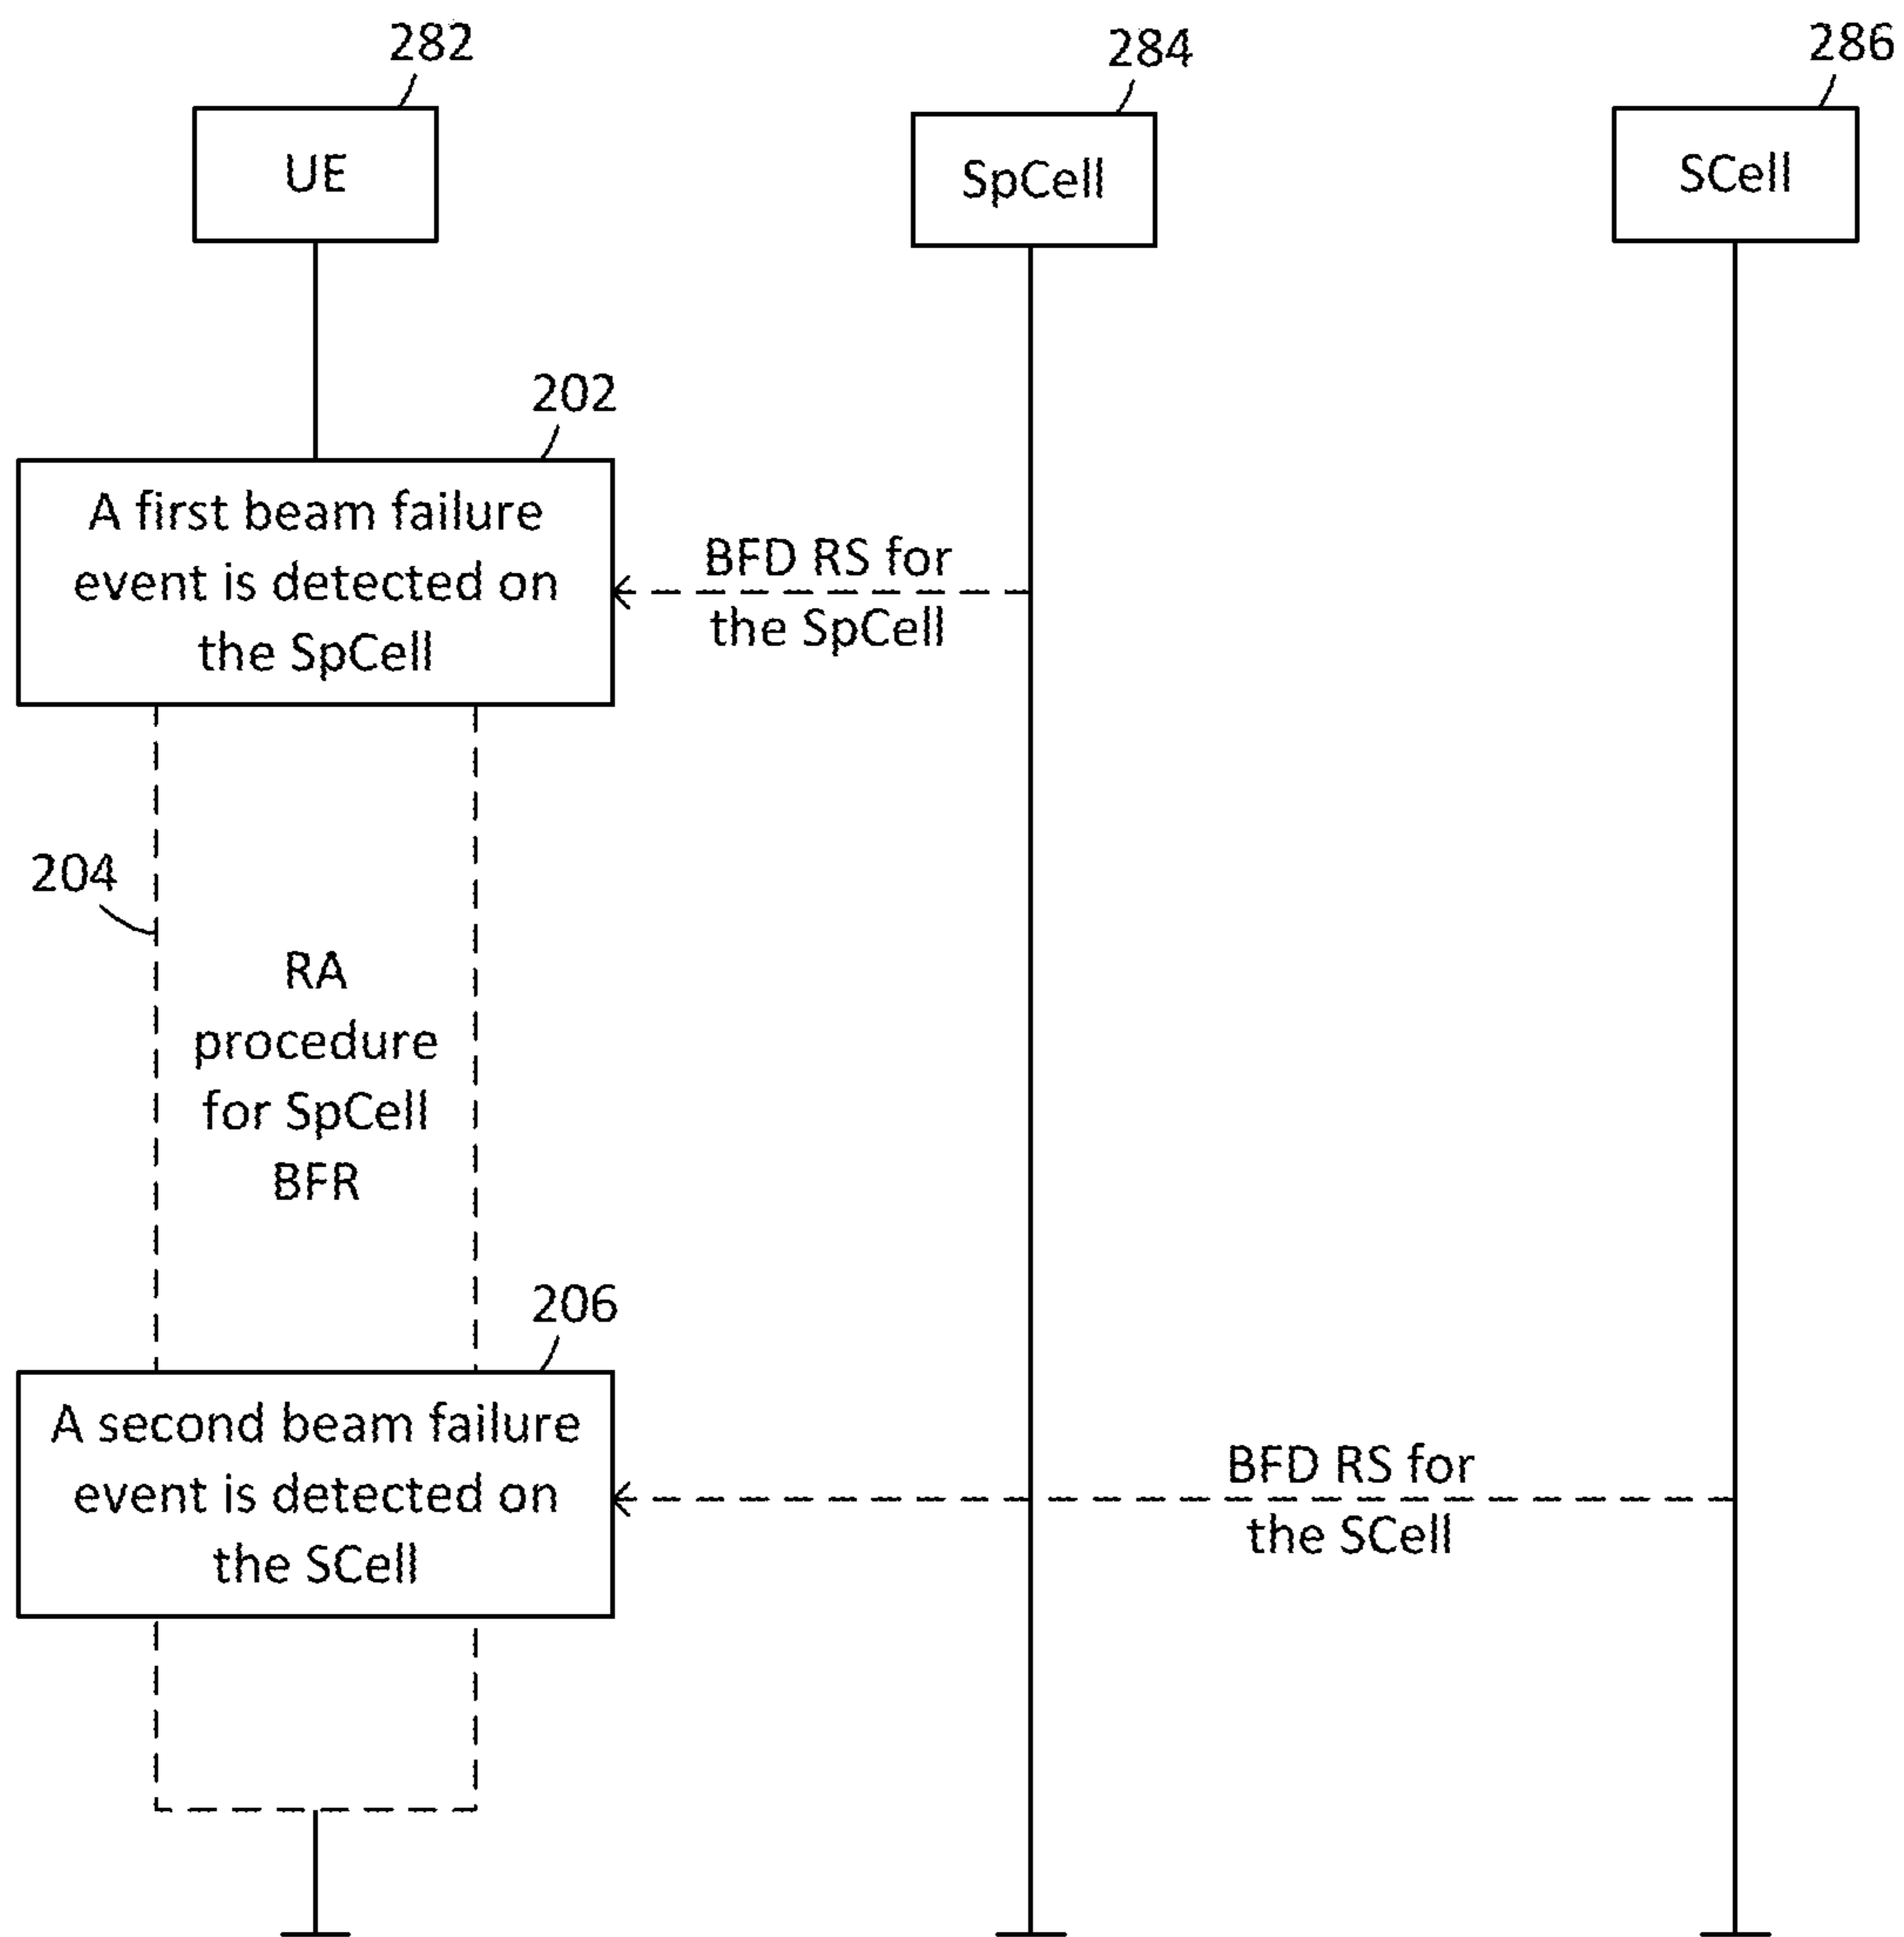 282
284
286
UE
SpCell
SCell
202
A first beam failure
event is detected on
the SpCell
BFD RS for
the SpCell
204
RA
procedure
for SpCell
BFR
206
A second beam failure
event is detected on
the SCell
BFD RS for
the SCell